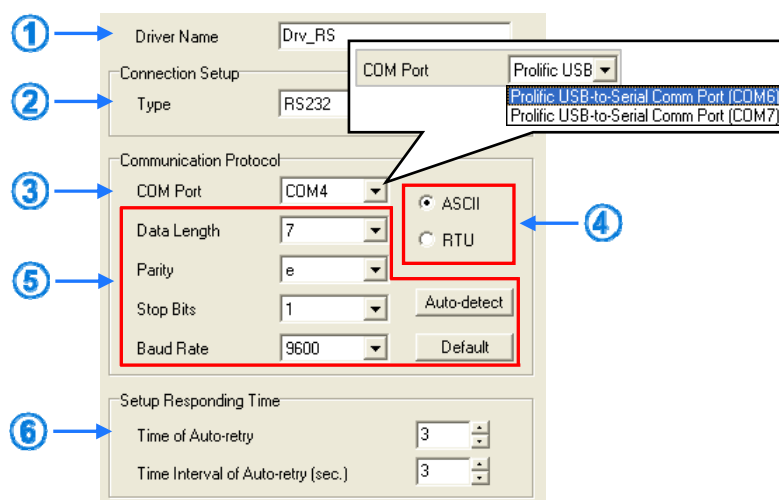 1 Driver Name Drv_RS
COM Port Prolific USB
Prolific USB-to-Serial Comm Port (COM6)
Prolific USB-to-Serial Comm Port (COM7)
Connection Setup
2 Type RS232
Communication Protocol
3 COM Port COM4
ASCII
4
RTU
Data Length 7
5 Parity e
Stop Bits 1 Auto-detect
Baud Rate 9600 Default
Setup Responding Time
6 Time of Auto-retry 3
Time Interval of Auto-retry (sec.) 3